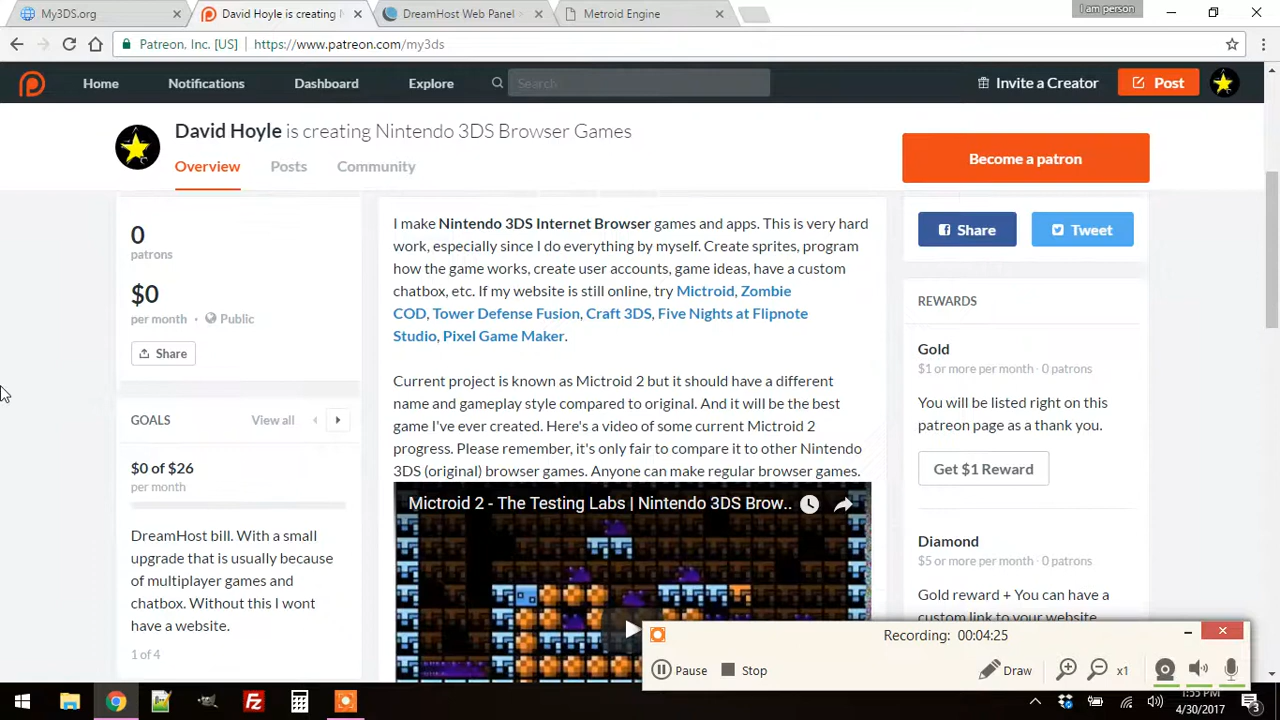 My3DS.org
David Hoyle is creating
DreamHost Web Panel
Metroid Engine
I am person
Patreon, Inc. [US]
https://www.patreon.com/my3ds
Home
Notifications
Dashboard
Explore
Search
Invite a Creator
Post
David Hoyle is creating Nintendo 3DS Browser Games
Overview
Posts
Community
Become a patron
0
patrons
$0
per month · Public
Share
GOALS
View all
$0 of $26
per month
DreamHost bill. With a small
upgrade that is usually because
of multiplayer games and
chatbox. Without this I wont
have a website.
1 of 4
I make Nintendo 3DS Internet Browser games and apps. This is very hard
work, especially since I do everything by myself. Create sprites, program
how the game works, create user accounts, game ideas, have a custom
chatbox, etc. If my website is still online, try Mictroid, Zombie
COD, Tower Defense Fusion, Craft 3DS, Five Nights at Flipnote
Studio, Pixel Game Maker.
Current project is known as Mictroid 2 but it should have a different
name and gameplay style compared to original. And it will be the best
game I've ever created. Here's a video of some current Mictroid 2
progress. Please remember, it's only fair to compare it to other Nintendo
3DS (original) browser games. Anyone can make regular browser games.
Mictroid 2 - The Testing Labs | Nintendo 3DS Brow...
Share
Tweet
REWARDS
Gold
$1 or more per month · 0 patrons
You will be listed right on this
patreon page as a thank you.
Get $1 Reward
Diamond
$5 or more per month · 0 patrons
Gold reward + You can have a
custom link to your website
Recording: 00:04:25
Pause
Stop
Draw
x1
1:55 PM
4/30/2017
3